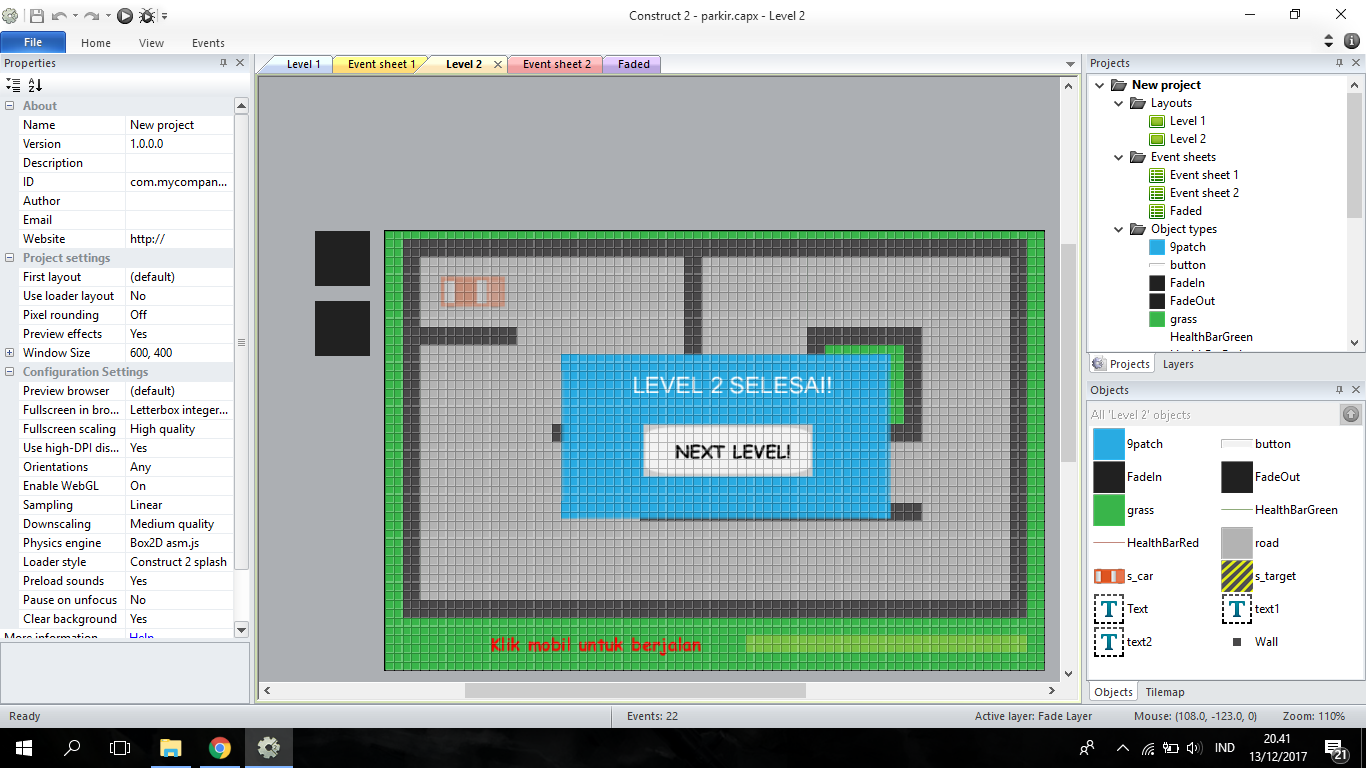 Construct 2 - parkir.capx - Level 2
File Home View Events
Properties
About
Name New project
Version 1.0.0.0
Description
ID com.mycompan...
Author
Email
Website http://
Project settings
First layout (default)
Use loader layout No
Pixel rounding Off
Preview effects Yes
Window Size 600, 400
Configuration Settings
Preview browser (default)
Fullscreen in bro... Letterbox integer...
Fullscreen scaling High quality
Use high-DPI dis... Yes
Orientations Any
Enable WebGL On
Sampling Linear
Downscaling Medium quality
Physics engine Box2D asm.js
Loader style Construct 2 splash
Preload sounds Yes
Pause on unfocus No
Clear background Yes
More information Help
Level 1 Event sheet 1 Level 2 Event sheet 2 Faded
LEVEL 2 SELESAI!
NEXT LEVEL!
Klik mobil untuk berjalan
Projects
New project
Layouts
Level 1
Level 2
Event sheets
Event sheet 1
Event sheet 2
Faded
Object types
9patch
button
FadeIn
FadeOut
grass
HealthBarGreen
Projects Layers
Objects
All 'Level 2' objects
9patch button
FadeIn FadeOut
grass HealthBarGreen
HealthBarRed road
s_car s_target
T Text T text1
T text2 Wall
Objects Tilemap
Ready Events: 22 Active layer: Fade Layer Mouse: (108.0, -123.0, 0) Zoom: 110%
IND 20.41
13/12/2017 21